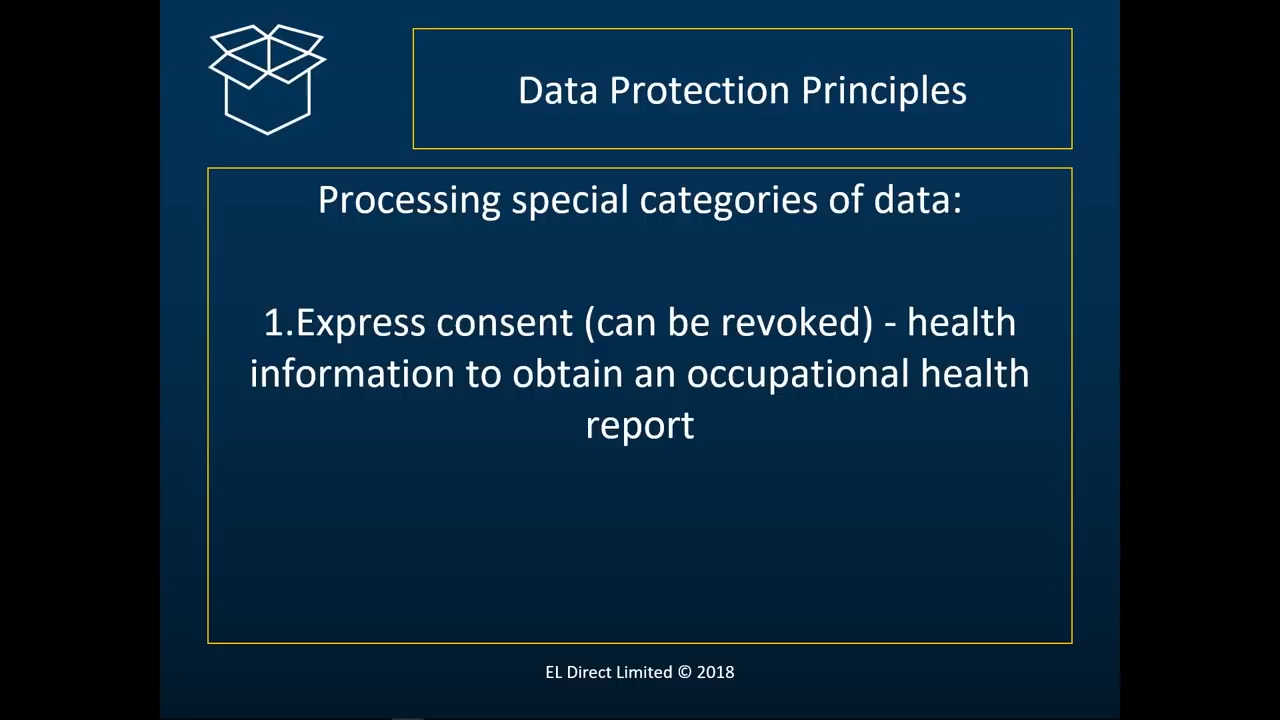 Data Protection Principles
Processing special categories of data:
1.Express consent (can be revoked) - health
information to obtain an occupational health
report
EL Direct Limited © 2018